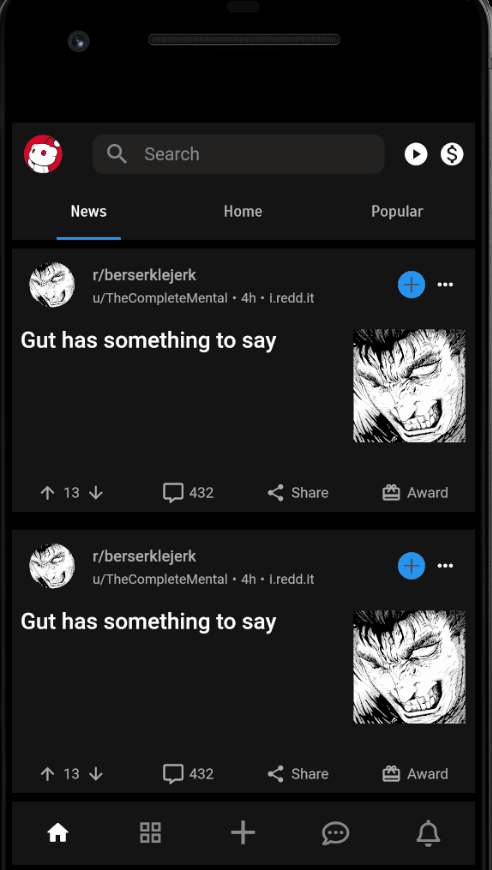 Search
News Home Popular
r/berserklejerk
u/TheCompleteMental • 4h • i.redd.it
Gut has something to say
13 432 Share Award
r/berserklejerk
u/TheCompleteMental • 4h • i.redd.it
Gut has something to say
13 432 Share Award